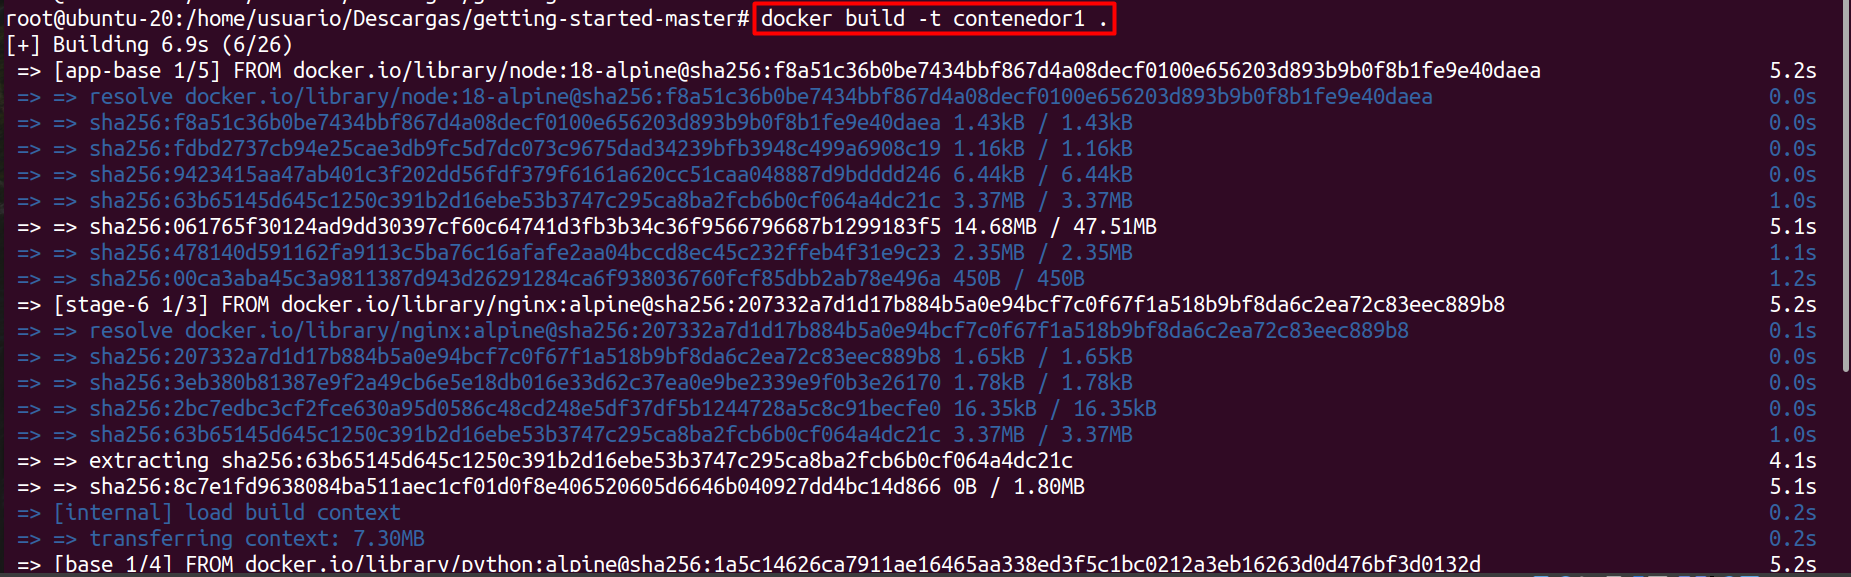 root@ubuntu-20:/home/usuario/Descargas/getting-started-master# docker build -t contenedor1 .
[+] Building 6.9s (6/26)
=> [app-base 1/5] FROM docker.io/library/node:18-alpine@sha256:f8a51c36b0be7434bbf867d4a08decf0100e656203d893b9b0f8b1fe9e40daea 5.2s
=> => resolve docker.io/library/node:18-alpine@sha256:f8a51c36b0be7434bbf867d4a08decf0100e656203d893b9b0f8b1fe9e40daea 0.0s
=> => sha256:f8a51c36b0be7434bbf867d4a08decf0100e656203d893b9b0f8b1fe9e40daea 1.43kB / 1.43kB 0.0s
=> => sha256:fdbd2737cb94e25cae3db9fc5d7dc073c9675dad34239bfb3948c499a6908c19 1.16kB / 1.16kB 0.0s
=> => sha256:9423415aa47ab401c3f202dd56fdf379f6161a620cc51caa048887d9bdddd246 6.44kB / 6.44kB 0.0s
=> => sha256:63b65145d645c1250c391b2d16ebe53b3747c295ca8ba2fcb6b0cf064a4dc21c 3.37MB / 3.37MB 1.0s
=> => sha256:061765f30124ad9dd30397cf60c64741d3fb3b34c36f9566796687b1299183f5 14.68MB / 47.51MB 5.1s
=> => sha256:478140d591162fa9113c5ba76c16afafe2aa04bccd8ec45c232ffeb4f31e9c23 2.35MB / 2.35MB 1.1s
=> => sha256:00ca3aba45c3a9811387d943d26291284ca6f938036760fcf85dbb2ab78e496a 450B / 450B 1.2s
=> [stage-6 1/3] FROM docker.io/library/nginx:alpine@sha256:207332a7d1d17b884b5a0e94bcf7c0f67f1a518b9bf8da6c2ea72c83eec889b8 5.2s
=> => resolve docker.io/library/nginx:alpine@sha256:207332a7d1d17b884b5a0e94bcf7c0f67f1a518b9bf8da6c2ea72c83eec889b8 0.1s
=> => sha256:207332a7d1d17b884b5a0e94bcf7c0f67f1a518b9bf8da6c2ea72c83eec889b8 1.65kB / 1.65kB 0.0s
=> => sha256:3eb380b81387e9f2a49cb6e5e18db016e33d62c37ea0e9be2339e9f0b3e26170 1.78kB / 1.78kB 0.0s
=> => sha256:2bc7edbc3cf2fce630a95d0586c48cd248e5df37df5b1244728a5c8c91becfe0 16.35kB / 16.35kB 0.0s
=> => sha256:63b65145d645c1250c391b2d16ebe53b3747c295ca8ba2fcb6b0cf064a4dc21c 3.37MB / 3.37MB 1.0s
=> => extracting sha256:63b65145d645c1250c391b2d16ebe53b3747c295ca8ba2fcb6b0cf064a4dc21c 4.1s
=> => sha256:8c7e1fd9638084ba511aec1cf01d0f8e406520605d6646b040927dd4bc14d866 0B / 1.80MB 5.1s
=> [internal] load build context 0.2s
=> => transferring context: 7.30MB 0.2s
=> [base 1/4] FROM docker.io/library/python:alpine@sha256:1a5c14626ca7911ae16465aa338ed3f5c1bc0212a3eb16263d0d476bf3d0132d 5.2s